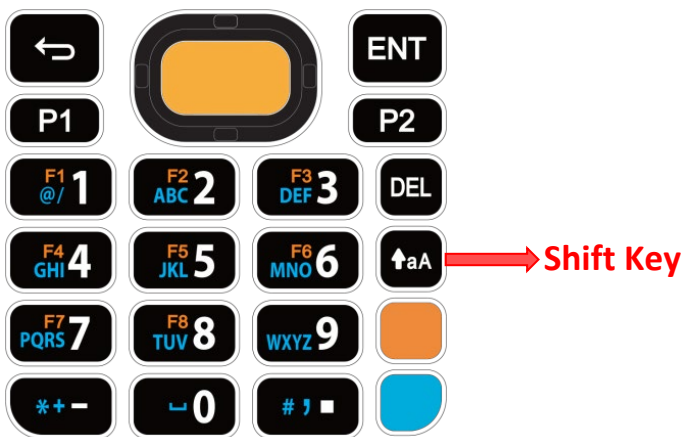 ENT
P1 P2
F1 @/ 1 F2 ABC 2 F3 DEF 3 DEL
F4 GHI 4 F5 JKL 5 F6 MNO 6 aA Shift Key
F7 PQRS 7 F8 TUV 8 WXYZ 9
*+- ⎵0 #,■